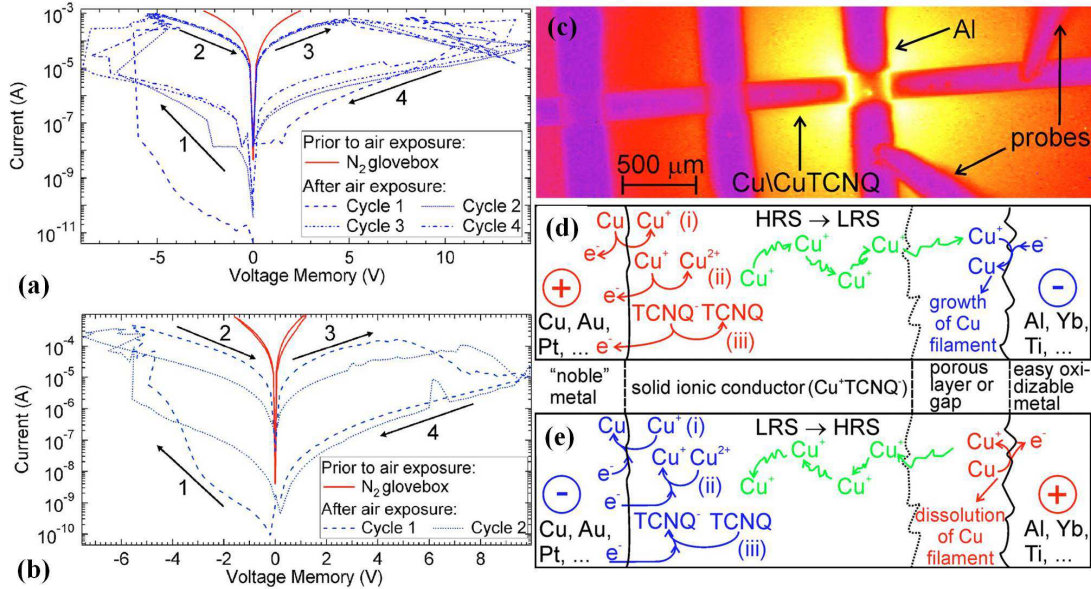 (a)
Current (A)
10⁻³
10⁻⁵
10⁻⁷
10⁻⁹
10⁻¹¹
2
3
4
1
Prior to air exposure:
N₂ glovebox
After air exposure:
Cycle 1 Cycle 2
Cycle 3 Cycle 4
-5 0 5 10
Voltage Memory (V)
(b)
Current (A)
10⁻³
10⁻⁴
10⁻⁵
10⁻⁶
10⁻⁷
10⁻⁸
10⁻⁹
10⁻¹⁰
2
3
4
1
Prior to air exposure:
N₂ glovebox
After air exposure:
Cycle 1 Cycle 2
-6 -4 -2 0 2 4 6 8
Voltage Memory (V)
(c)
Al
probes
500 μm
Cu\CuTCNQ
(d)
HRS → LRS
Cu Cu⁺ (i)
e⁻
Cu⁺ Cu²⁺
(ii)
e⁻
TCNQ⁻ TCNQ
(iii)
e⁻
Cu⁺
Cu⁺
Cu⁺
Cu⁺
Cu⁺
e⁻
Cu
growth
of Cu
filament
+
Cu, Au,
Pt, ...
-
Al, Yb,
Ti, ...
“noble”
metal
solid ionic conductor (Cu⁺TCNQ⁻)
porous
layer or
gap
easy oxi-
dizable
metal
(e)
LRS → HRS
Cu Cu⁺ (i)
e⁻
Cu⁺ Cu²⁺
(ii)
e⁻
TCNQ⁻ TCNQ
(iii)
e⁻
Cu⁺
Cu⁺
Cu⁺
Cu⁺
Cu⁺
e⁻
Cu
dissolution
of Cu
filament
-
Cu, Au,
Pt, ...
+
Al, Yb,
Ti, ...